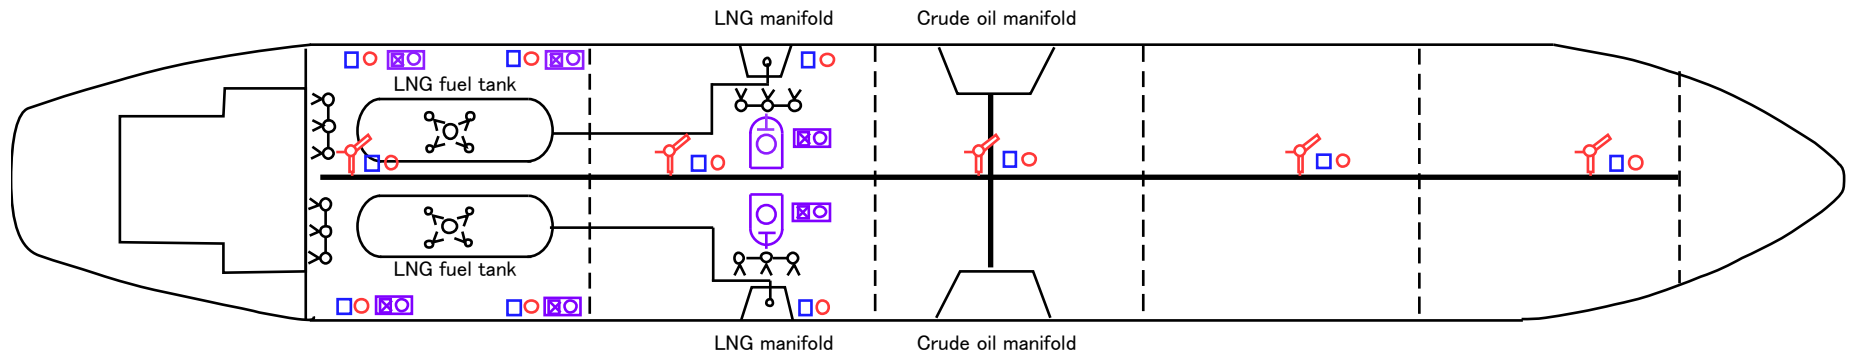 LNG manifold
Crude oil manifold
LNG fuel tank
LNG fuel tank
LNG manifold
Crude oil manifold